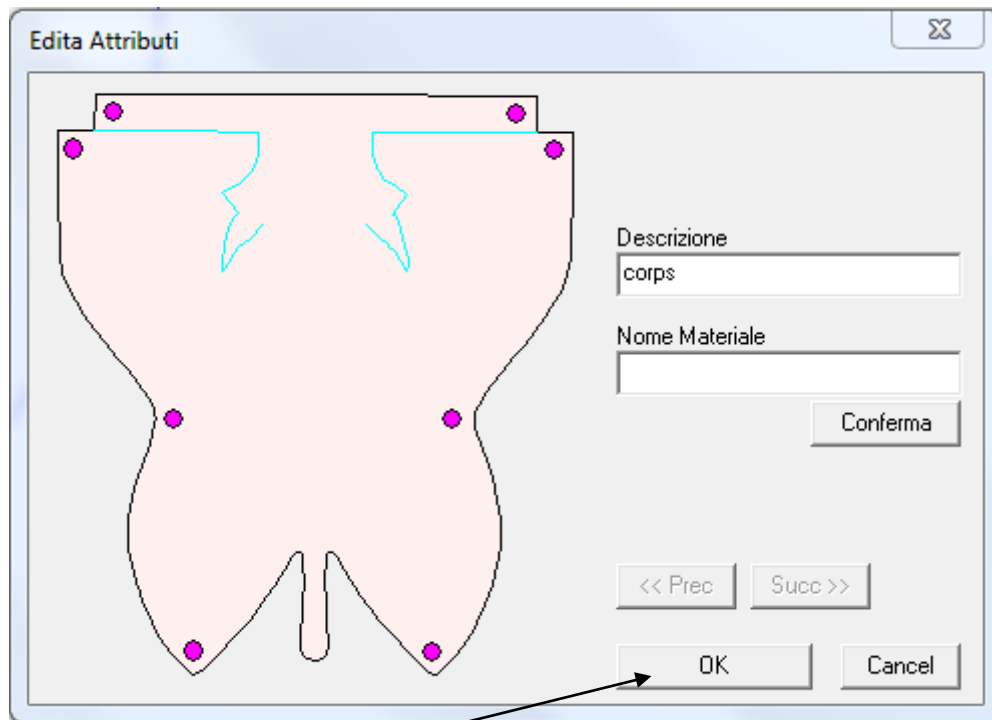 Edita Attributi
Descrizione
corps
Nome Materiale
Conferma
<< Prec
Succ >>
OK
Cancel